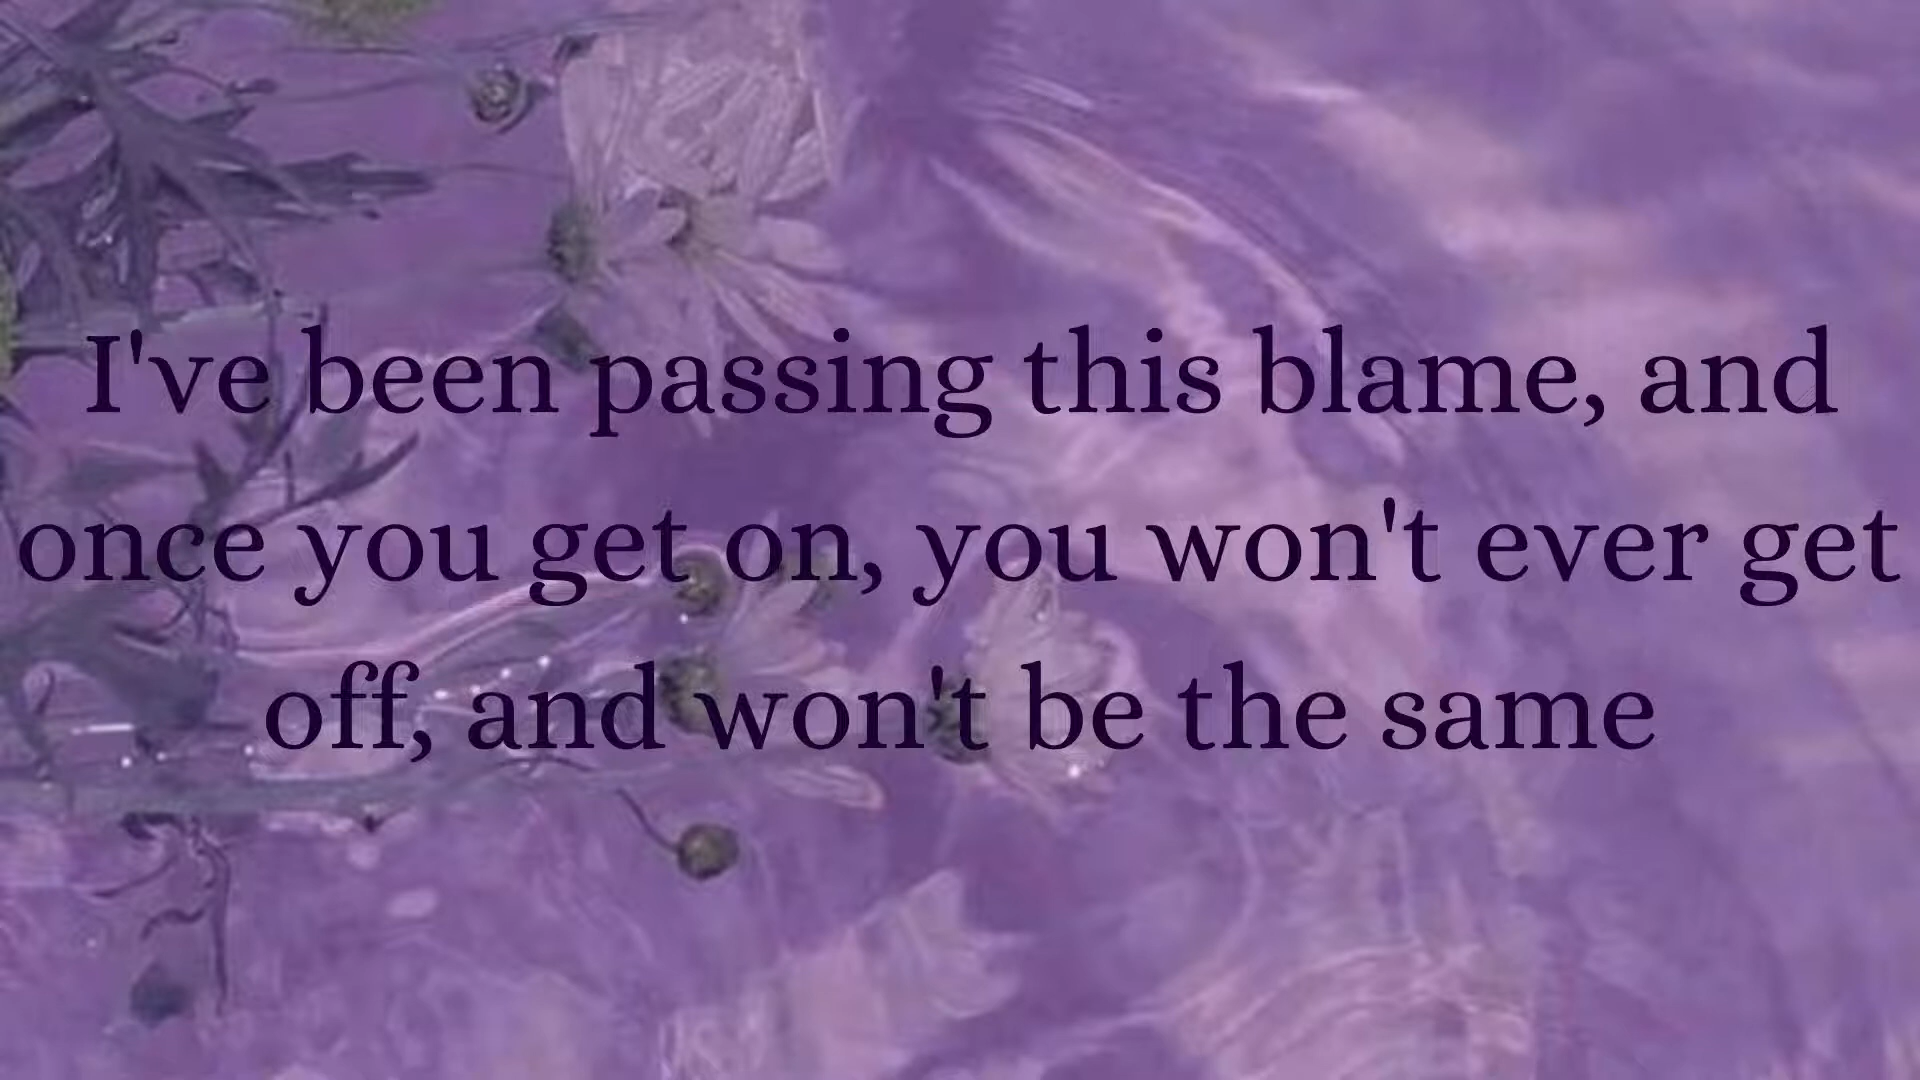 I've been passing this blame, and
once you get on, you won't ever get
off, and won't be the same